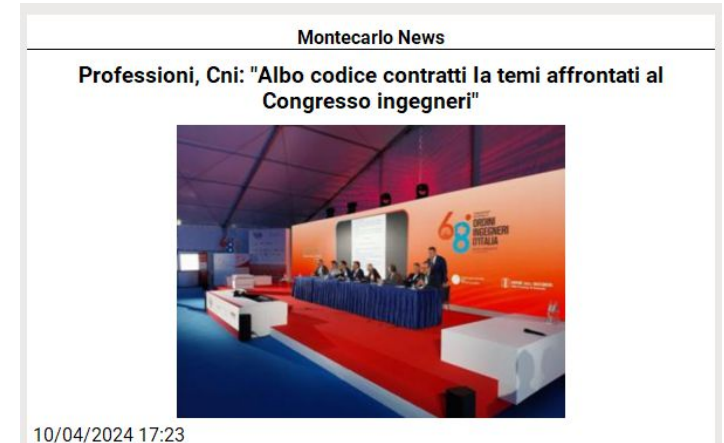 Montecarlo News
Professioni, Cni: "Albo codice contratti Ia temi affrontati al
Congresso ingegneri"
68°
ORDINI
INGEGNERI
D'ITALIA
10/04/2024 17:23